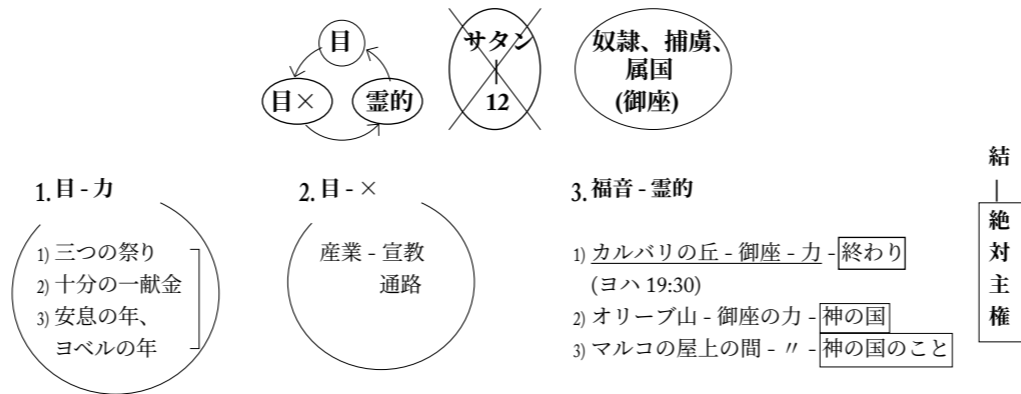 目
目×
霊的
サタン
|
12
奴隷、捕虜、
属国
(御座)
1. 目 - 力
1) 三つの祭り
2) 十分の一献金
3) 安息の年、
ヨベルの年
2. 目 - ×
産業 - 宣教
通路
3. 福音 - 霊的
1) カルバリの丘 - 御座 - 力 - 終わり
(ヨハ 19:30)
2) オリーブ山 - 御座の力 - 神の国
3) マルコの屋上の間 - 〃 - 神の国のこと
結
|
絶
対
主
権